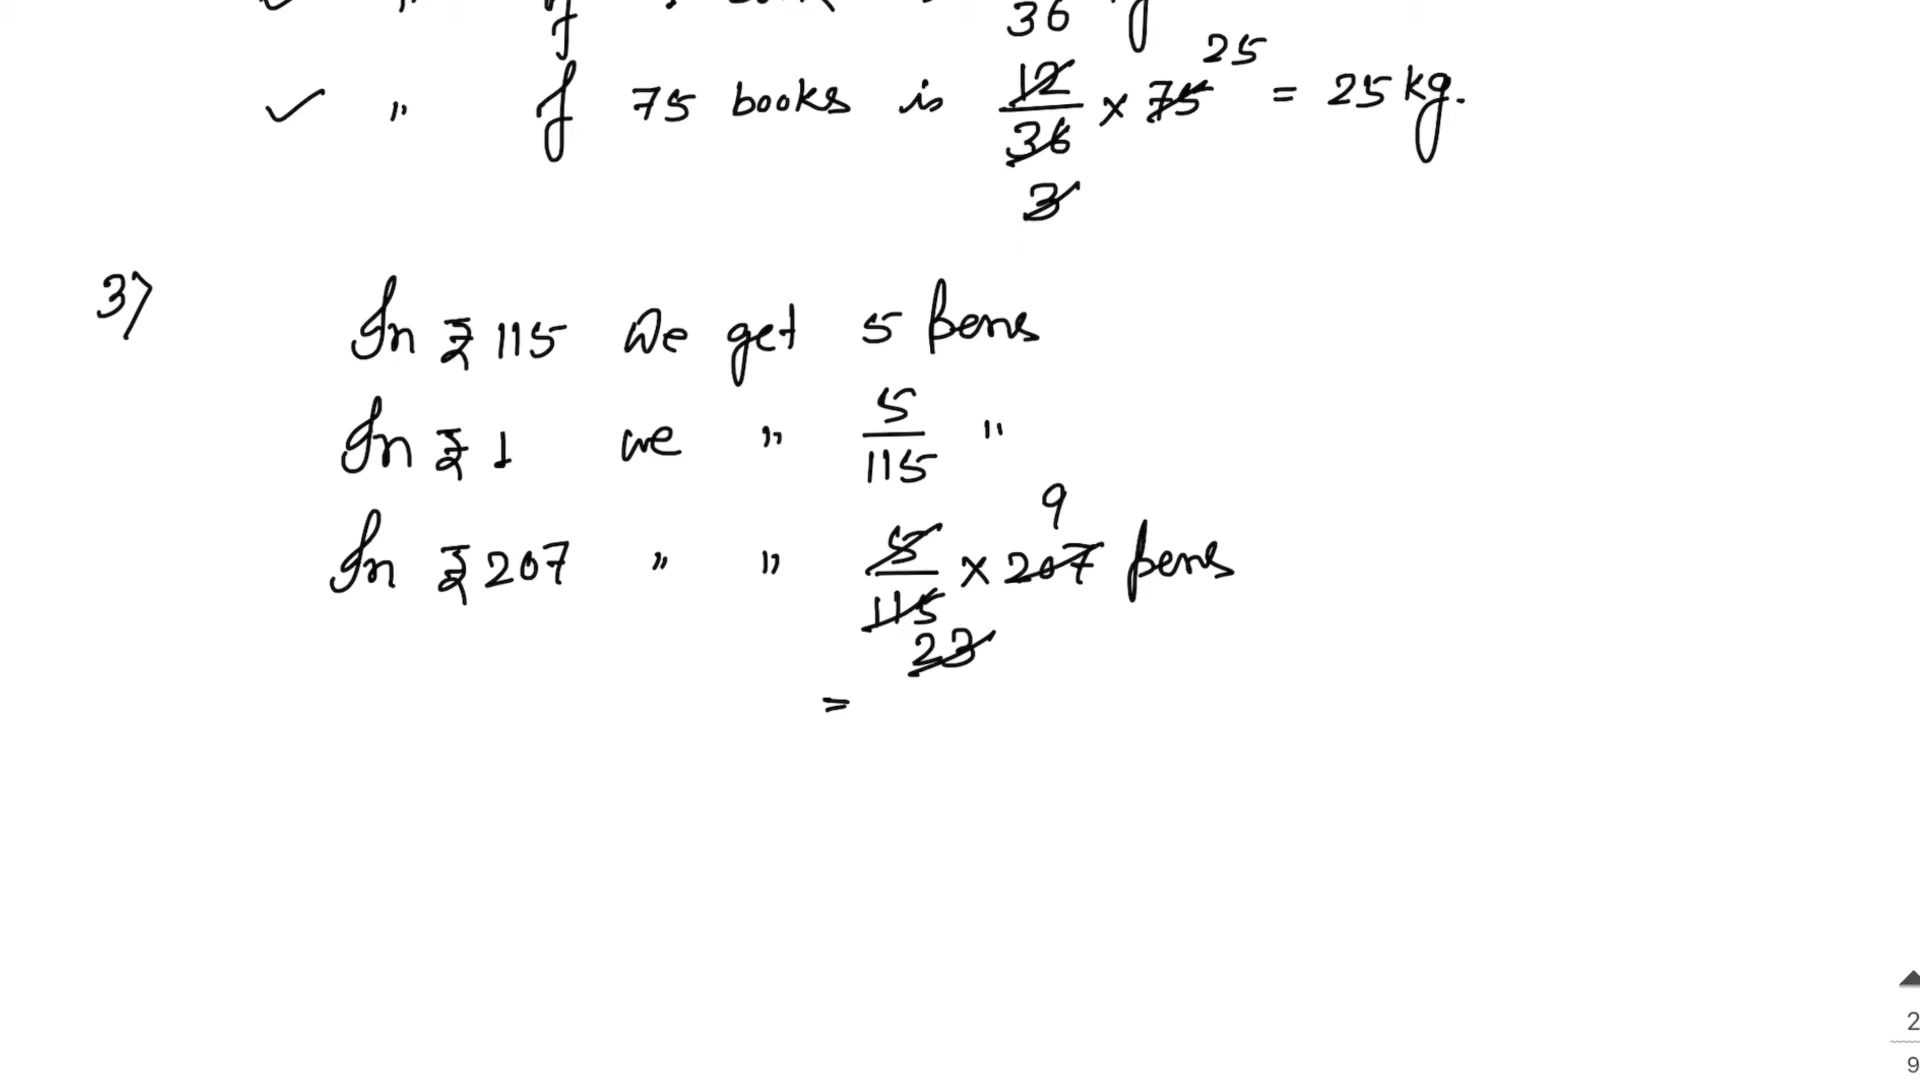 36
25
✓ " of 75 books is 12/36 × 75 = 25 kg.
3
3)
In ₹ 115 We get 5 pens
In ₹ 1 we " 5/115 "
9
In ₹ 207 " " 5/115 × 207 pens
23
=
2
9